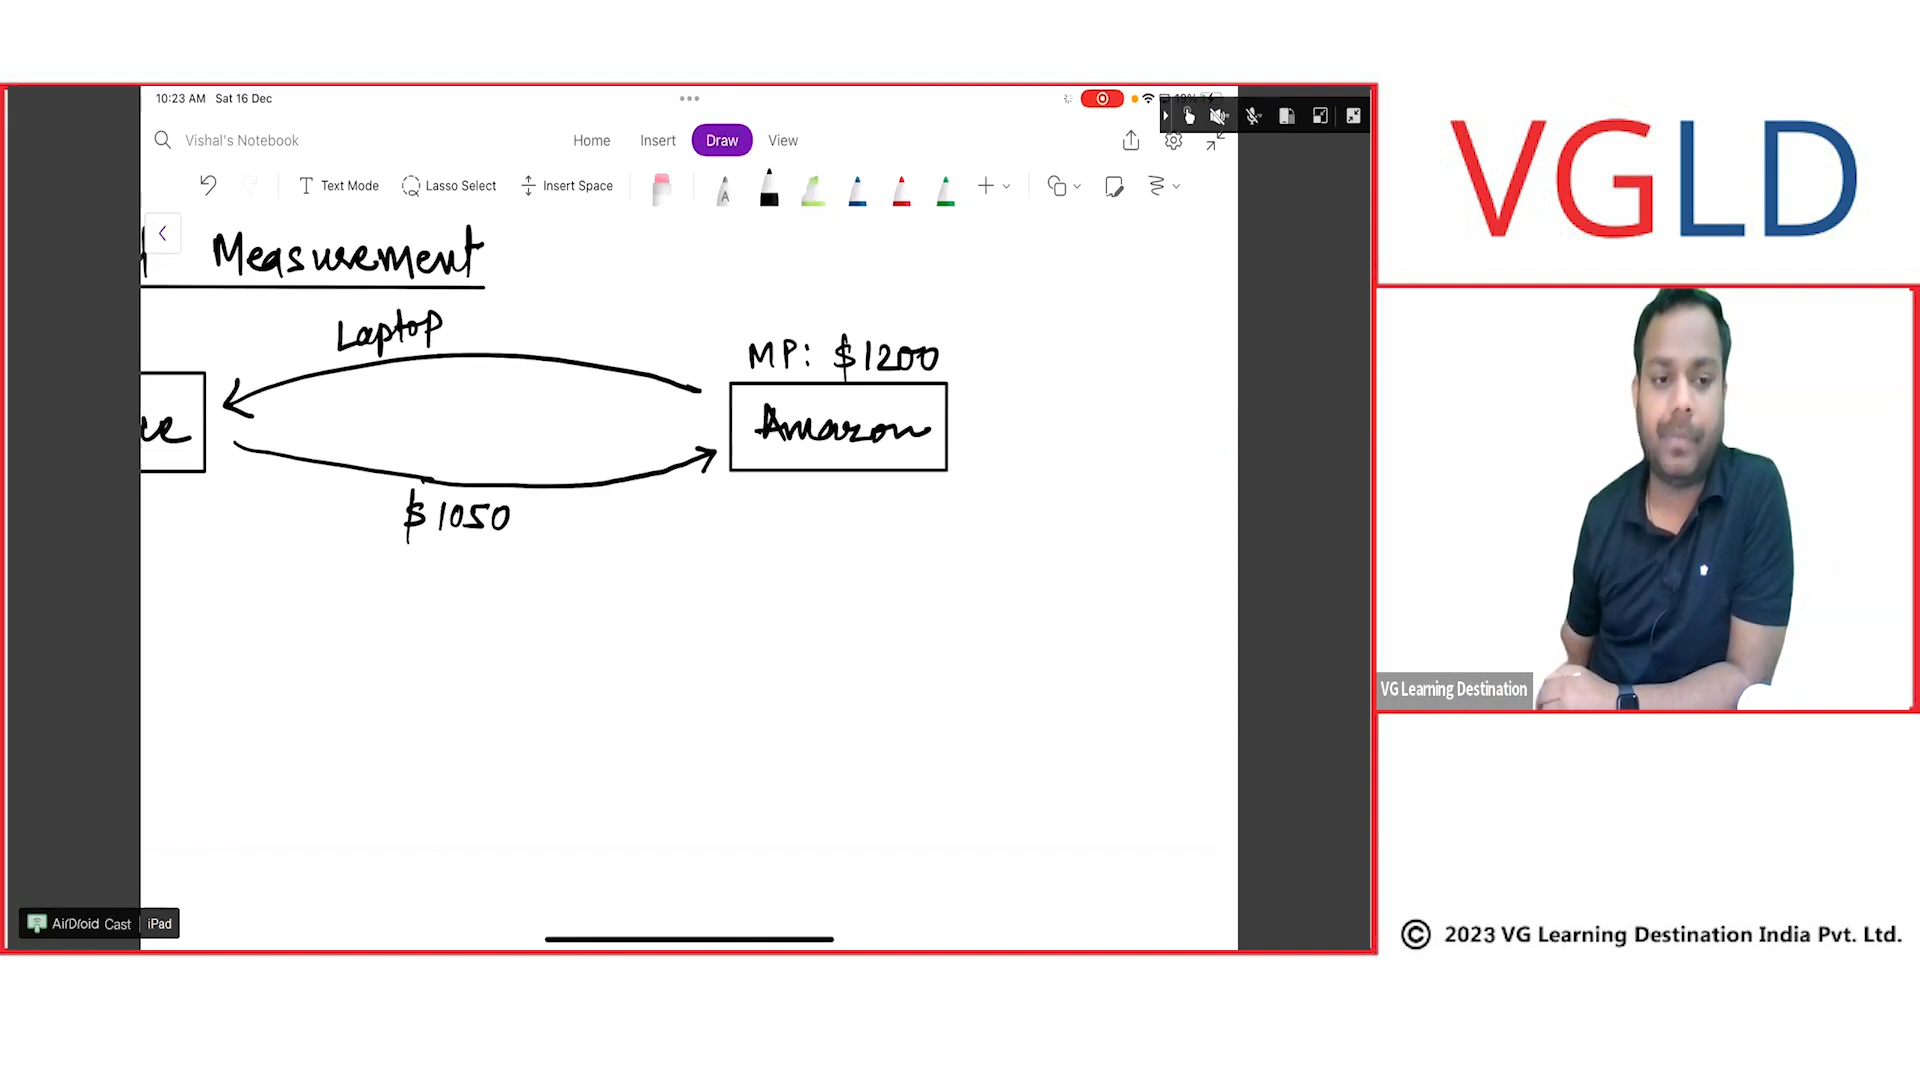 10:23 AM Sat 16 Dec
Vishal's Notebook
Home Insert Draw View
Text Mode Lasso Select Insert Space
Measurement
Laptop
MP: $1200
Amazon
$1050
AirDroid Cast iPad
VGLD
VG Learning Destination
© 2023 VG Learning Destination India Pvt. Ltd.